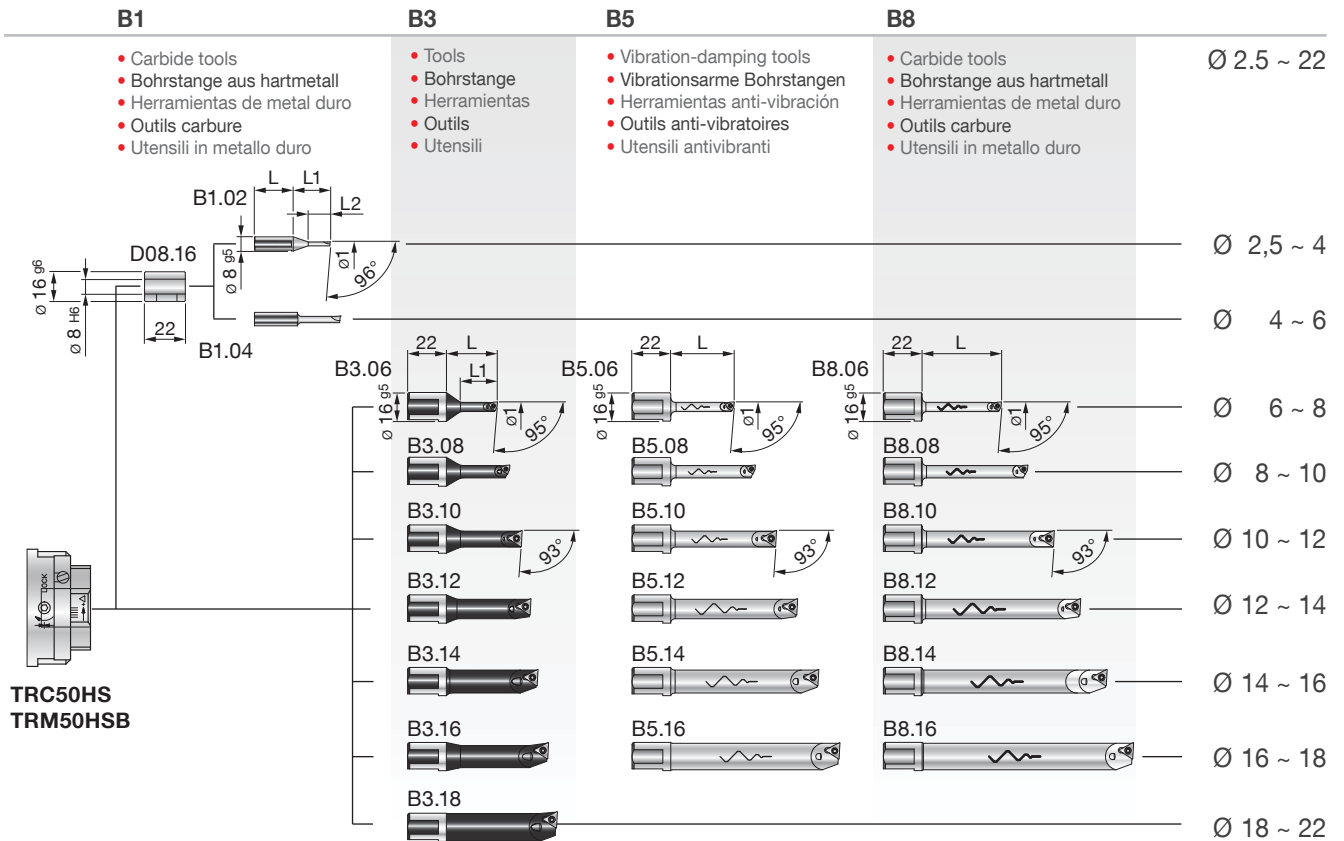 B1
B3
B5
B8
• Carbide tools
• Bohrstange aus hartmetall
• Herramientas de metal duro
• Outils carbure
• Utensili in metallo duro
• Tools
• Bohrstange
• Herramientas
• Outils
• Utensili
• Vibration-damping tools
• Vibrationsarme Bohrstangen
• Herramientas anti-vibración
• Outils anti-vibratoires
• Utensili antivibranti
• Carbide tools
• Bohrstange aus hartmetall
• Herramientas de metal duro
• Outils carbure
• Utensili in metallo duro
Ø 2.5 ~ 22
B1.02
L
L1
L2
Ø 8 g5
Ø1
96°
Ø 2,5 ~ 4
D08.16
Ø 16 g6
Ø 8 H6
22
B1.04
Ø 4 ~ 6
B3.06
22
L
L1
Ø 16 g5
Ø1
95°
B5.06
22
L
Ø 16 g5
Ø1
95°
B8.06
22
L
Ø 16 g5
Ø1
95°
Ø 6 ~ 8
B3.08
B5.08
B8.08
Ø 8 ~ 10
B3.10
93°
B5.10
93°
B8.10
93°
Ø 10 ~ 12
LOCK
B3.12
B5.12
B8.12
Ø 12 ~ 14
TRC50HS
TRM50HSB
B3.14
B5.14
B8.14
Ø 14 ~ 16
B3.16
B5.16
B8.16
Ø 16 ~ 18
B3.18
Ø 18 ~ 22